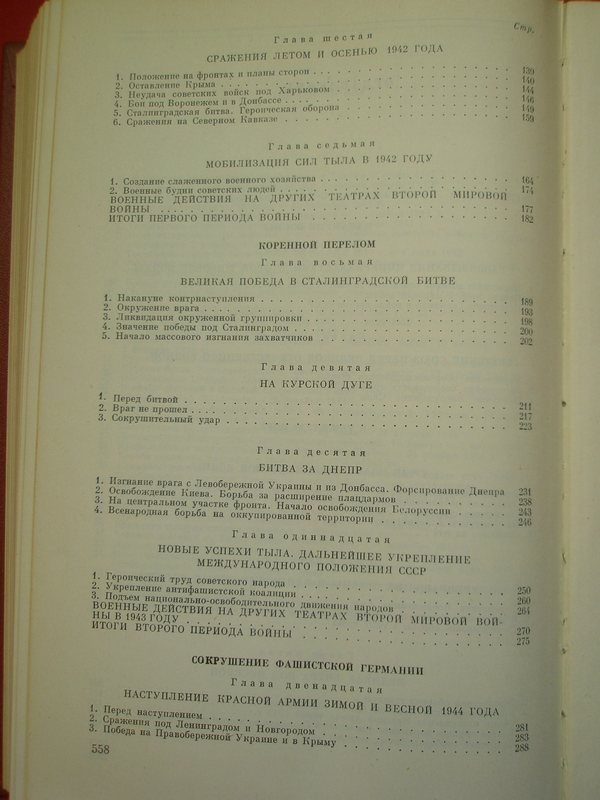 Стр.
Глава шестая
СРАЖЕНИЯ ЛЕТОМ И ОСЕНЬЮ 1942 ГОДА
1. Положение на фронтах и планы сторон . . . 139
2. Оставление Крыма . . . 140
3. Неудача советских войск под Харьковом . . . 144
4. Бои под Воронежем и в Донбассе . . . 146
5. Сталинградская битва. Героическая оборона . . . 149
6. Сражения на Северном Кавказе . . . 159
Глава седьмая
МОБИЛИЗАЦИЯ СИЛ ТЫЛА В 1942 ГОДУ
1. Создание слаженного военного хозяйства . . . 164
2. Военные будни советских людей . . . 174
ВОЕННЫЕ ДЕЙСТВИЯ НА ДРУГИХ ТЕАТРАХ ВТОРОЙ МИРОВОЙ
ВОЙНЫ . . . 177
ИТОГИ ПЕРВОГО ПЕРИОДА ВОЙНЫ . . . 182
КОРЕННОЙ ПЕРЕЛОМ
Глава восьмая
ВЕЛИКАЯ ПОБЕДА В СТАЛИНГРАДСКОЙ БИТВЕ
1. Накануне контрнаступления . . . 189
2. Окружение врага . . . 193
3. Ликвидация окруженной группировки . . . 198
4. Значение победы под Сталинградом . . . 200
5. Начало массового изгнания захватчиков . . . 202
Глава девятая
НА КУРСКОЙ ДУГЕ
1. Перед битвой . . . 211
2. Враг не прошел . . . 217
3. Сокрушительный удар . . . 223
Глава десятая
БИТВА ЗА ДНЕПР
1. Изгнание врага с Левобережной Украины и из Донбасса. Форсирование Днепра 231
2. Освобождение Киева. Борьба за расширение плацдармов . . . 238
3. На центральном участке фронта. Начало освобождения Белоруссии . . . 243
4. Всенародная борьба на оккупированной территории . . . 246
Глава одиннадцатая
НОВЫЕ УСПЕХИ ТЫЛА. ДАЛЬНЕЙШЕЕ УКРЕПЛЕНИЕ
МЕЖДУНАРОДНОГО ПОЛОЖЕНИЯ СССР
1. Героический труд советского народа . . . 250
2. Укрепление антифашистской коалиции . . . 260
3. Подъем национально-освободительного движения народов . . . 264
ВОЕННЫЕ ДЕЙСТВИЯ НА ДРУГИХ ТЕАТРАХ ВТОРОЙ МИРОВОЙ ВОЙ-
НЫ В 1943 ГОДУ . . . 270
ИТОГИ ВТОРОГО ПЕРИОДА ВОЙНЫ . . . 275
СОКРУШЕНИЕ ФАШИСТСКОЙ ГЕРМАНИИ
Глава двенадцатая
НАСТУПЛЕНИЕ КРАСНОЙ АРМИИ ЗИМОЙ И ВЕСНОЙ 1944 ГОДА
1. Перед наступлением . . . 281
2. Сражения под Ленинградом и Новгородом . . . 283
3. Победа на Правобережной Украине и в Крыму . . . 288
558